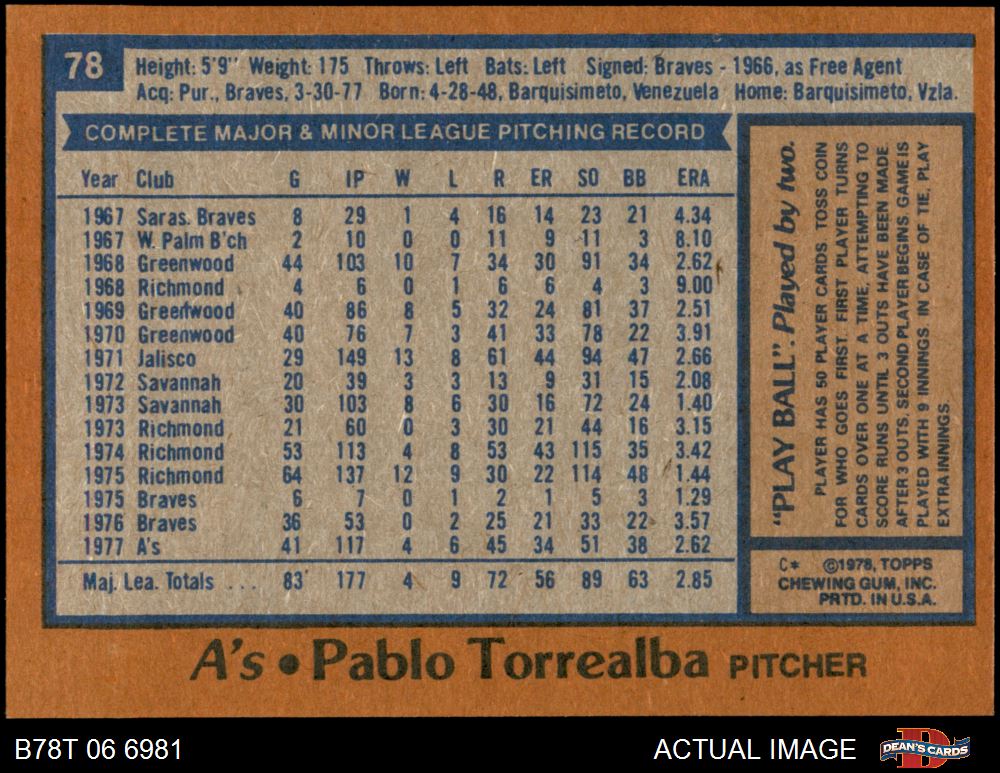 78
Height: 5'9" Weight: 175 Throws: Left Bats: Left Signed: Braves - 1966, as Free Agent
Acq: Pur., Braves, 3-30-77 Born: 4-28-48, Barquisimeto, Venezuela Home: Barquisimeto, Vzla.
COMPLETE MAJOR & MINOR LEAGUE PITCHING RECORD
Year Club G IP W L R ER SO BB ERA
1967 Saras. Braves 8 29 1 4 16 14 23 21 4.34
1967 W. Palm B'ch 2 10 0 0 11 9 11 3 8.10
1968 Greenwood 44 103 10 7 34 30 91 34 2.62
1968 Richmond 4 6 0 1 6 6 4 3 9.00
1969 Greenwood 40 86 8 5 32 24 81 37 2.51
1970 Greenwood 40 76 7 3 41 33 78 22 3.91
1971 Jalisco 29 149 13 8 61 44 94 47 2.66
1972 Savannah 20 39 3 3 13 9 31 15 2.08
1973 Savannah 30 103 8 6 30 16 72 24 1.40
1973 Richmond 21 60 0 3 30 21 44 16 3.15
1974 Richmond 53 113 4 8 53 43 115 35 3.42
1975 Richmond 64 137 12 9 30 22 114 48 1.44
1975 Braves 6 7 0 1 2 1 5 3 1.29
1976 Braves 36 53 0 2 25 21 33 22 3.57
1977 A's 41 117 4 6 45 34 51 38 2.62
Maj. Lea. Totals ... 83 177 4 9 72 56 89 63 2.85
"PLAY BALL". Played by two.
PLAYER HAS 50 PLAYER CARDS. TOSS COIN
FOR WHO GOES FIRST. FIRST PLAYER TURNS
CARDS OVER ONE AT A TIME, ATTEMPTING TO
SCORE RUNS UNTIL 3 OUTS HAVE BEEN MADE.
AFTER 3 OUTS, SECOND PLAYER BEGINS. GAME IS
PLAYED WITH 9 INNINGS. IN CASE OF TIE, PLAY
EXTRA INNINGS.
C* ©1978, TOPPS
CHEWING GUM, INC.
PRTD. IN U.S.A.
A's • Pablo Torrealba PITCHER
B78T 06 6981
ACTUAL IMAGE
DEAN'S CARDS